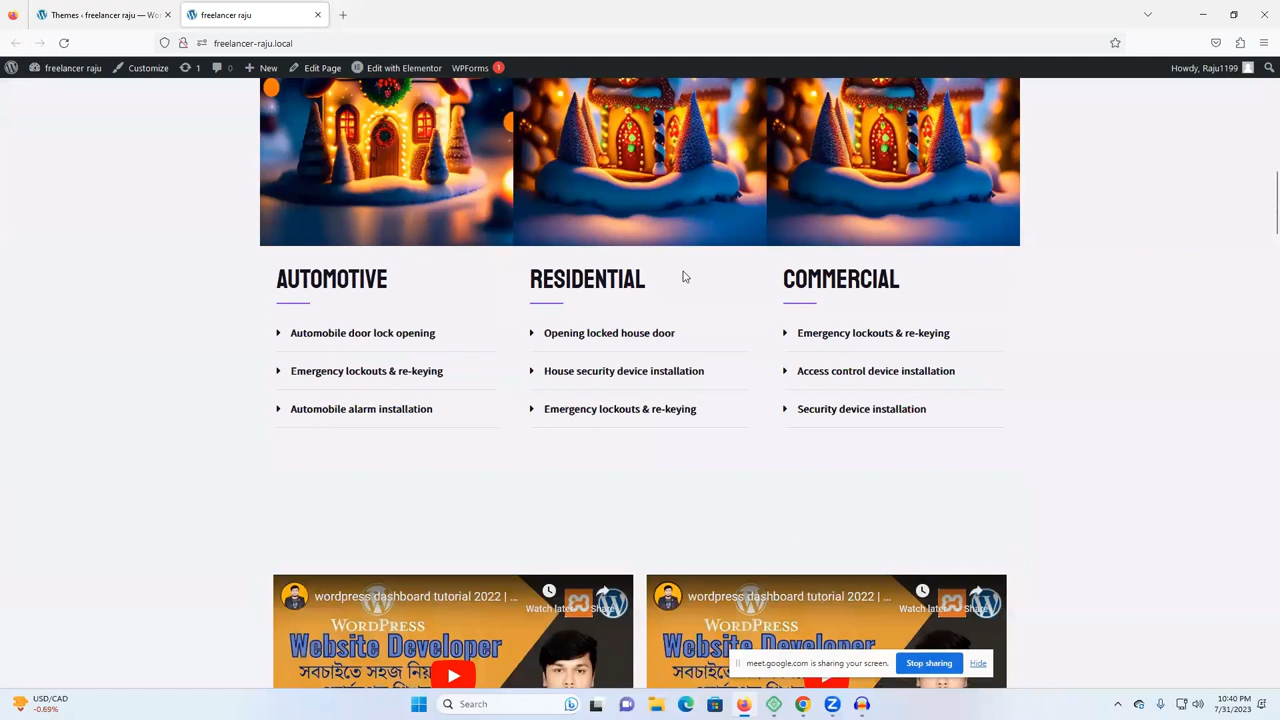 Themes ‹ freelancer raju — Wor
freelancer raju
freelancer-raju.local
freelancer raju
Customize
1
0
New
Edit Page
Edit with Elementor
WPForms
1
Howdy, Raju1199
AUTOMOTIVE
RESIDENTIAL
COMMERCIAL
Automobile door lock opening
Opening locked house door
Emergency lockouts & re-keying
Emergency lockouts & re-keying
House security device installation
Access control device installation
Automobile alarm installation
Emergency lockouts & re-keying
Security device installation
wordpress dashboard tutorial 2022 | ...
Watch later
Share
WORDPRESS
Website Developer
সবচাইতে সহজ
wordpress dashboard tutorial 2022 | ...
Watch later
Share
WORDPRESS
Website Developer
সবচাইতে সহজ
meet.google.com is sharing your screen.
Stop sharing
Hide
USD/CAD
-0.69%
Search
10:40 PM
7/31/2023